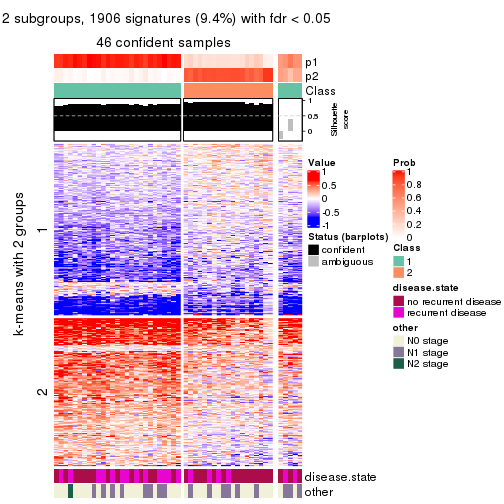 2 subgroups, 1906 signatures (9.4%) with fdr < 0.05
46 confident samples
p1
p2
Class
1
0.5
0
Silhouette
score
k-means with 2 groups
1
2
Value
1
0.5
0
-0.5
-1
Status (barplots)
confident
ambiguous
Prob
1
0.8
0.6
0.4
0.2
0
Class
1
2
disease.state
no recurrent disease
recurrent disease
other
N0 stage
N1 stage
N2 stage
disease.state
other